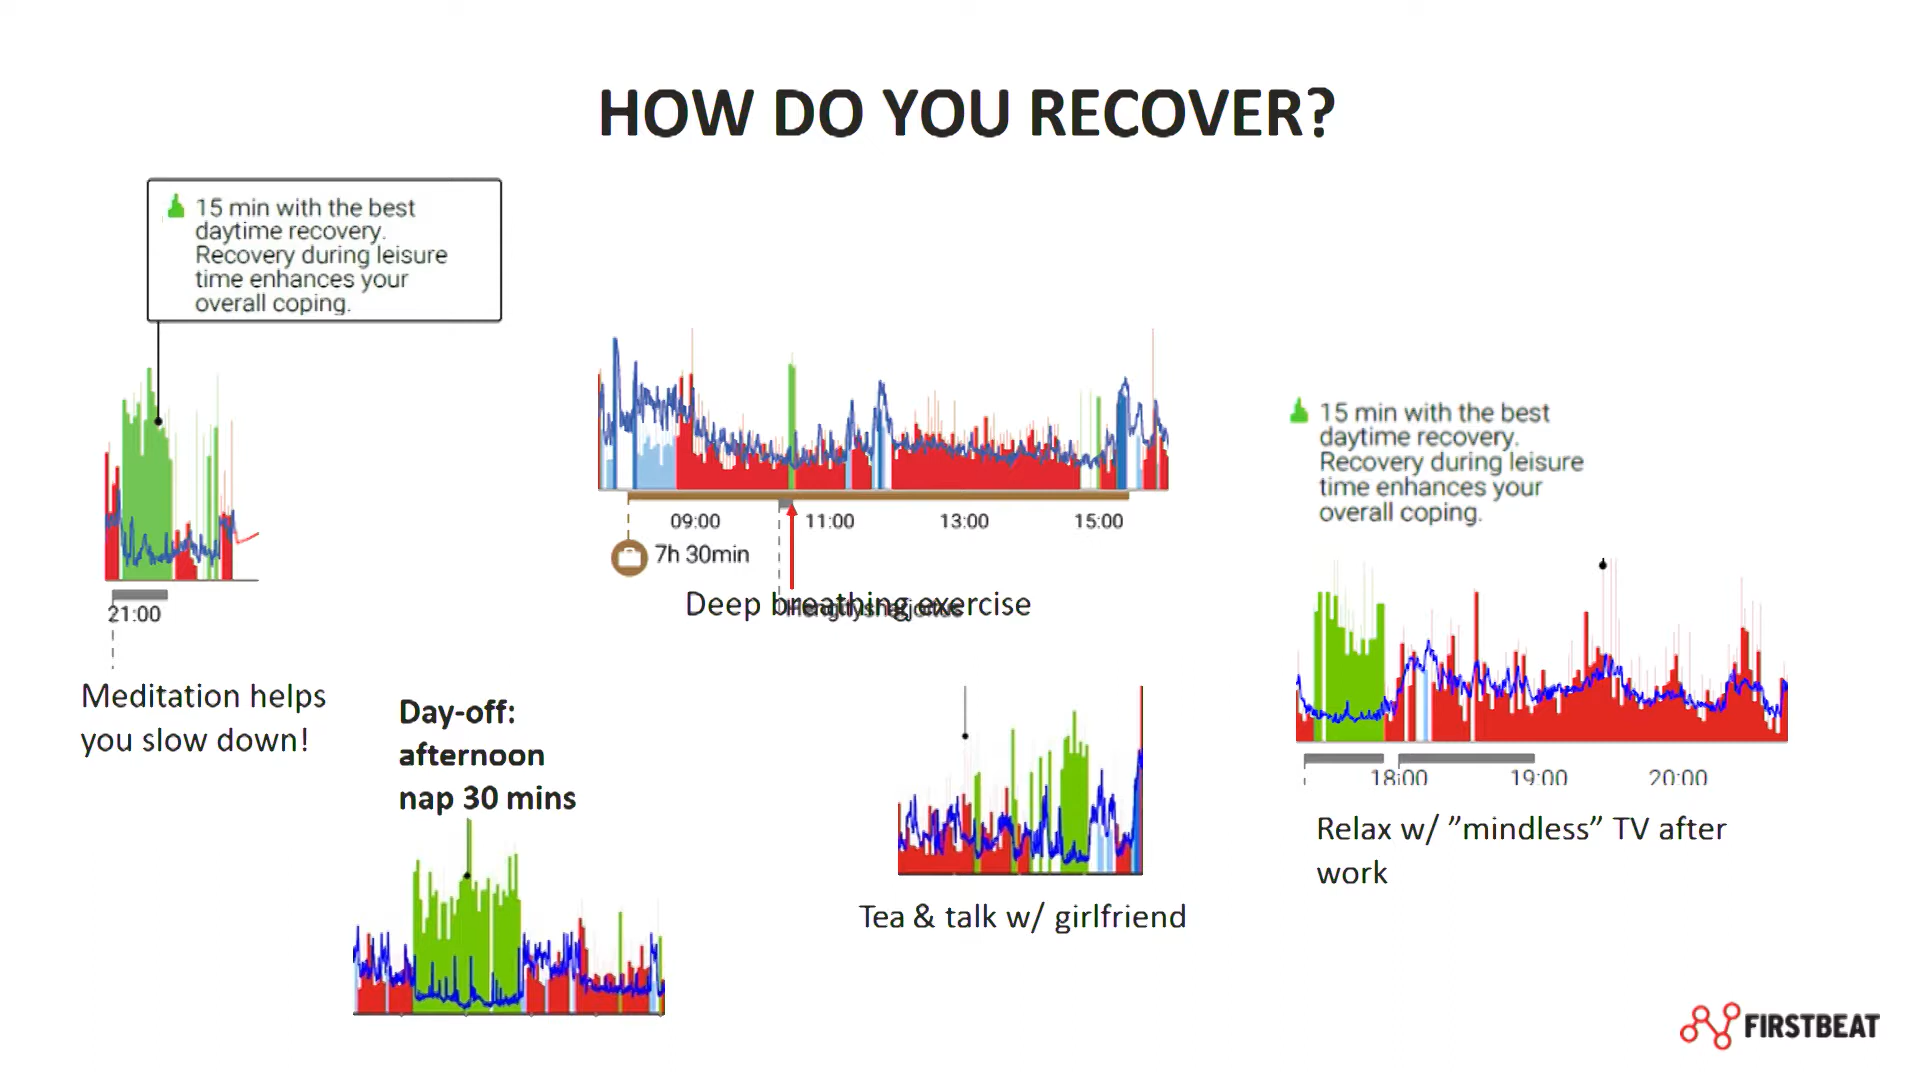 HOW DO YOU RECOVER?
15 min with the best
daytime recovery.
Recovery during leisure
time enhances your
overall coping.
21:00
Meditation helps
you slow down!
09:00 11:00 13:00 15:00
7h 30min
Deep breathing exercise
15 min with the best
daytime recovery.
Recovery during leisure
time enhances your
overall coping.
18:00 19:00 20:00
Relax w/ ”mindless” TV after
work
Day-off:
afternoon
nap 30 mins
Tea & talk w/ girlfriend
FIRSTBEAT